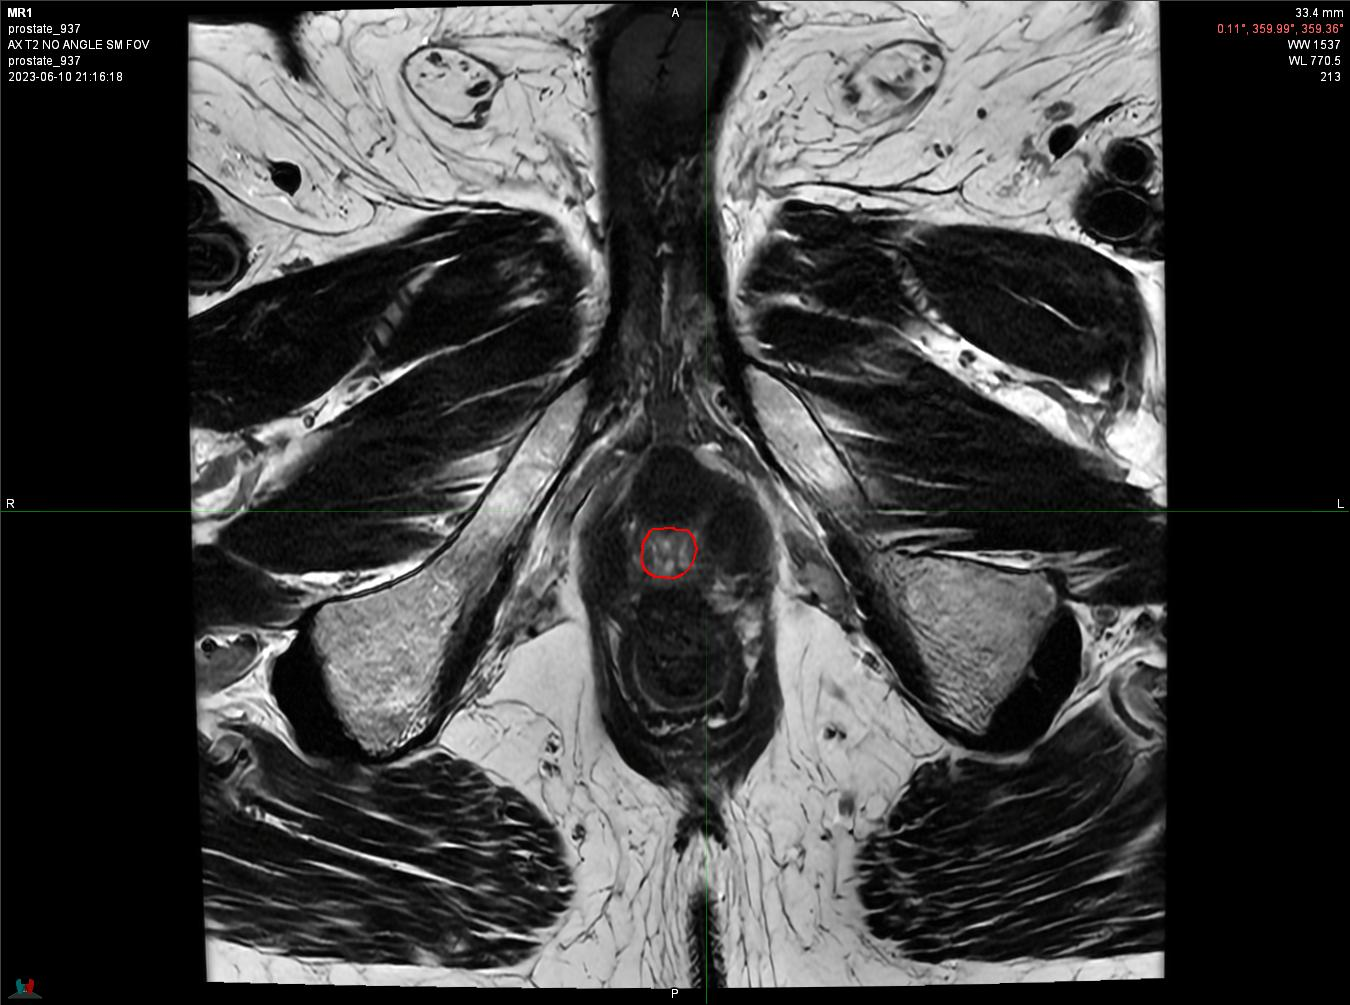 MR1
prostate_937
AX T2 NO ANGLE SM FOV
prostate_937
2023-06-10 21:16:18
A
33.4 mm
0.11°, 359.99°, 359.36°
WW 1537
WL 770.5
213
R
L
P